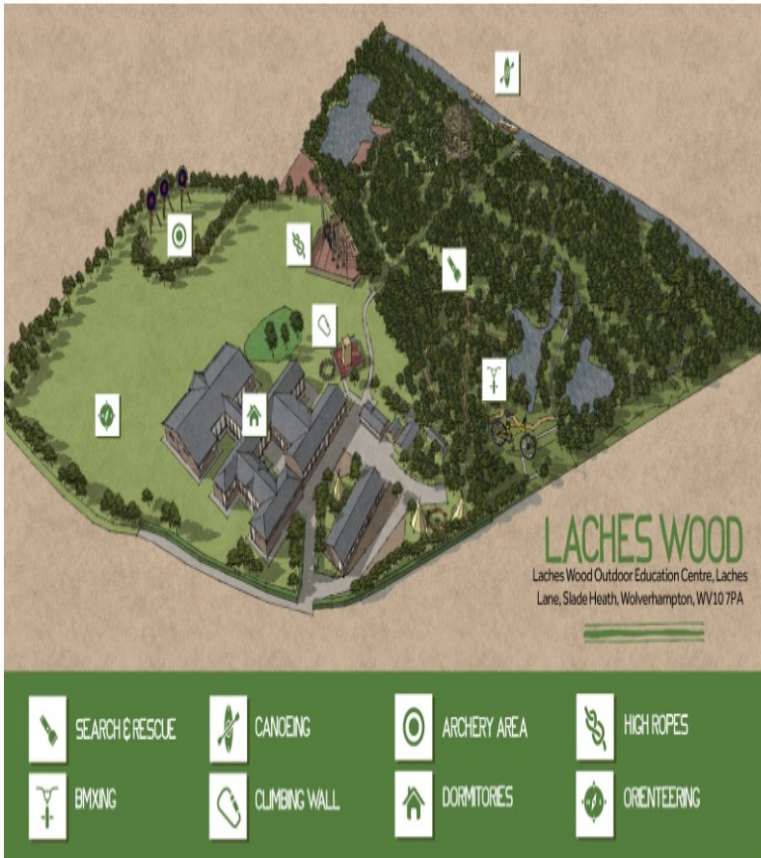 LACHES WOOD
Laches Wood Outdoor Education Centre, Laches
Lane, Slade Heath, Wolverhampton, WV10 7PA
SEARCH & RESCUE
CANOEING
ARCHERY AREA
HIGH ROPES
BMXING
CLIMBING WALL
DORMITORIES
ORIENTEERING